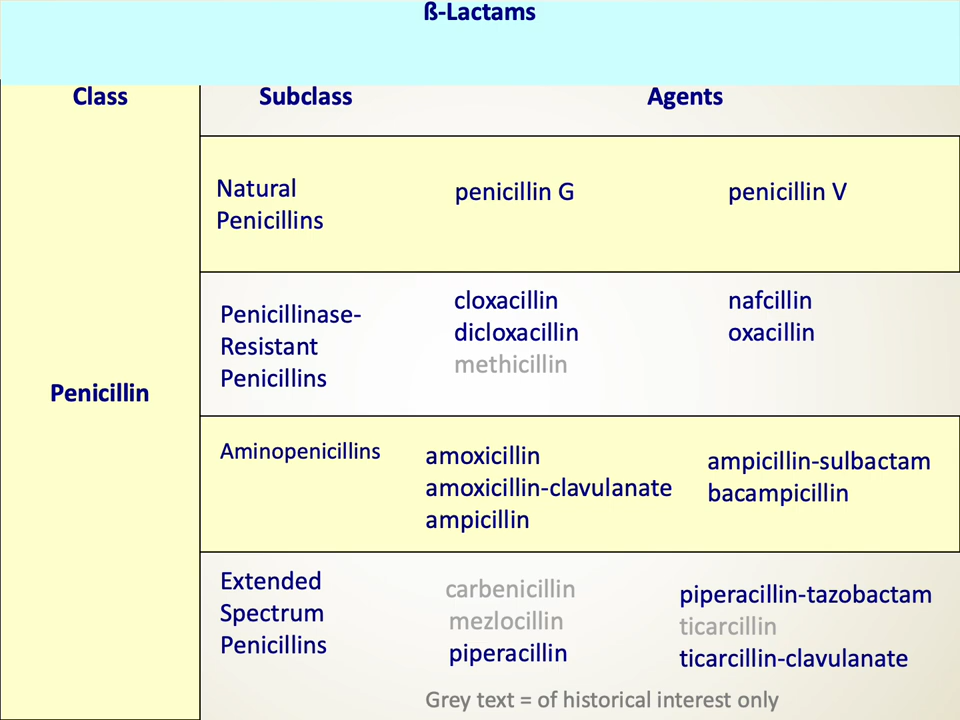 ß-Lactams
Class Subclass Agents
Penicillin
Natural
Penicillins
penicillin G
penicillin V
Penicillinase-
Resistant
Penicillins
cloxacillin
dicloxacillin
methicillin
nafcillin
oxacillin
Aminopenicillins
amoxicillin
amoxicillin-clavulanate
ampicillin
ampicillin-sulbactam
bacampicillin
Extended
Spectrum
Penicillins
carbenicillin
mezlocillin
piperacillin
piperacillin-tazobactam
ticarcillin
ticarcillin-clavulanate
Grey text = of historical interest only